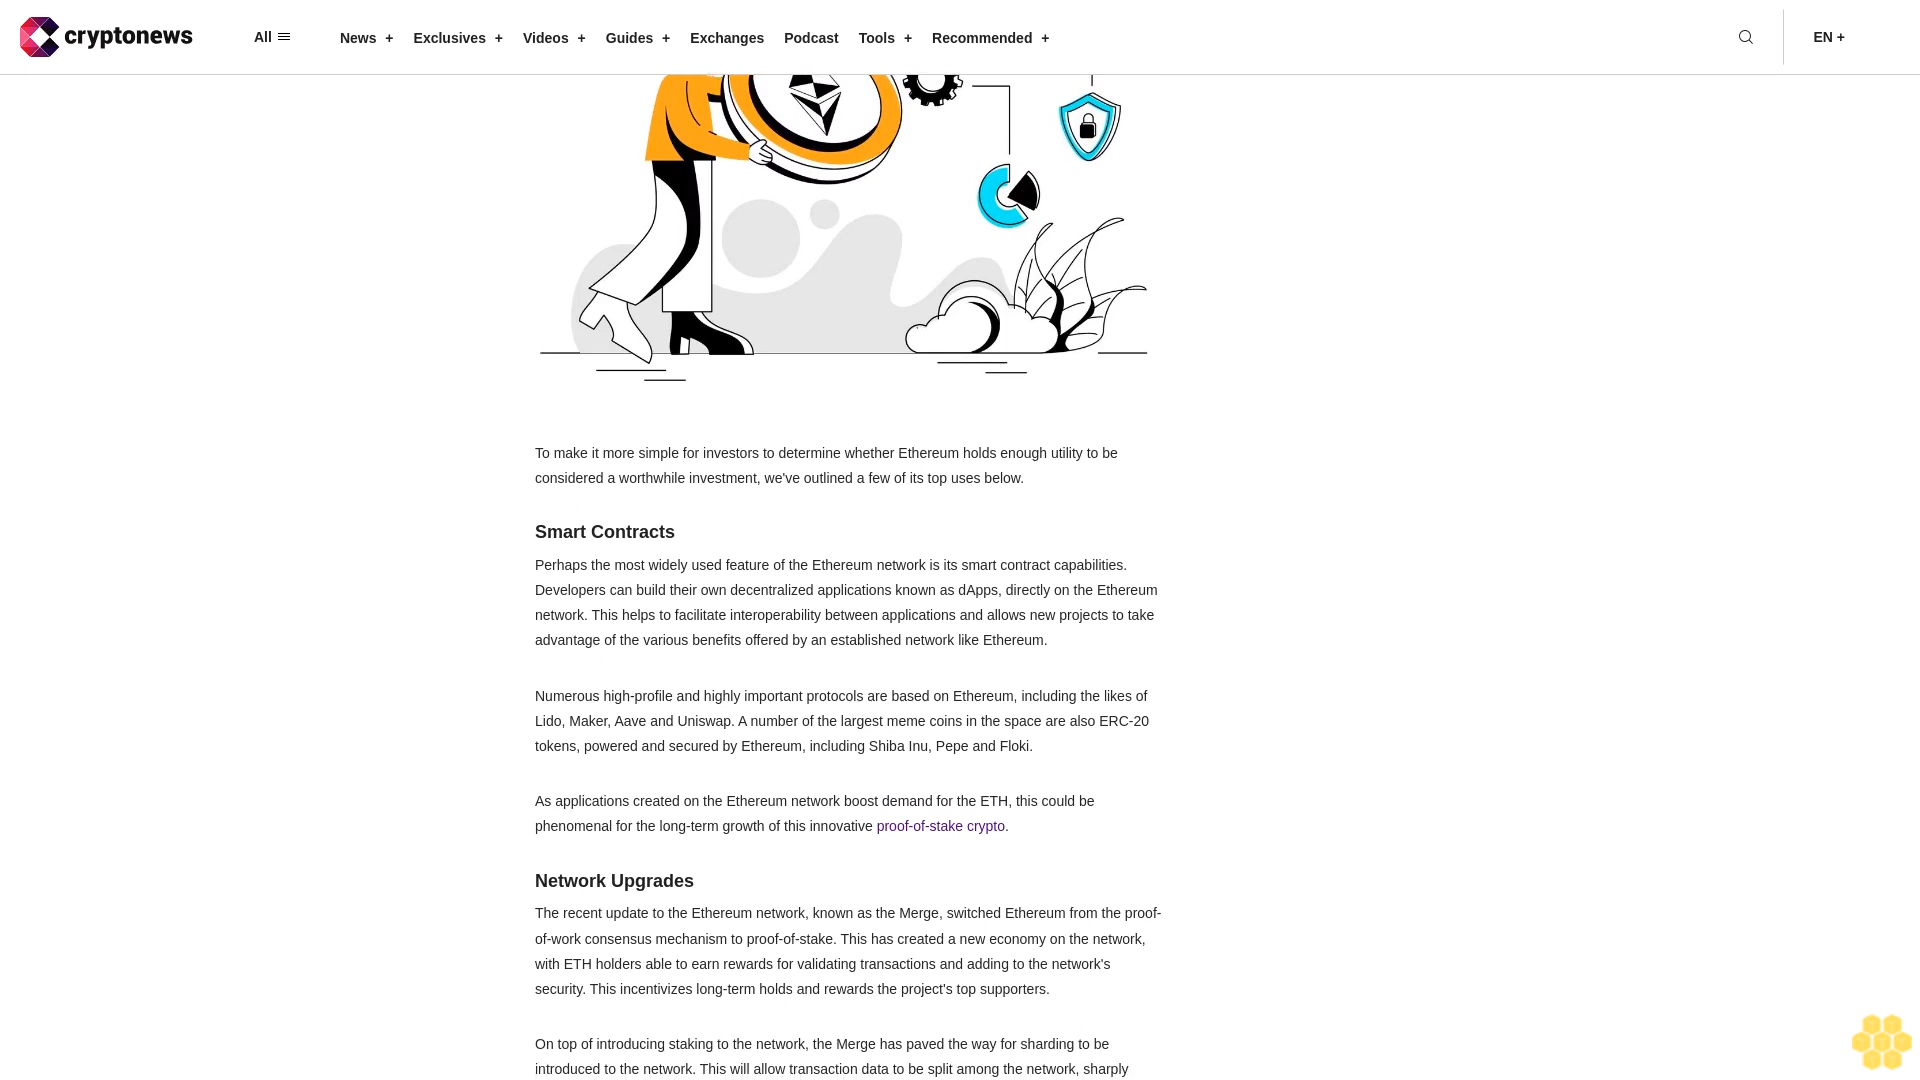 cryptonews
All
News +
Exclusives +
Videos +
Guides +
Exchanges
Podcast
Tools +
Recommended +
EN +
To make it more simple for investors to determine whether Ethereum holds enough utility to be
considered a worthwhile investment, we've outlined a few of its top uses below.
Smart Contracts
Perhaps the most widely used feature of the Ethereum network is its smart contract capabilities.
Developers can build their own decentralized applications known as dApps, directly on the Ethereum
network. This helps to facilitate interoperability between applications and allows new projects to take
advantage of the various benefits offered by an established network like Ethereum.
Numerous high-profile and highly important protocols are based on Ethereum, including the likes of
Lido, Maker, Aave and Uniswap. A number of the largest meme coins in the space are also ERC-20
tokens, powered and secured by Ethereum, including Shiba Inu, Pepe and Floki.
As applications created on the Ethereum network boost demand for the ETH, this could be
phenomenal for the long-term growth of this innovative proof-of-stake crypto.
Network Upgrades
The recent update to the Ethereum network, known as the Merge, switched Ethereum from the proof-
of-work consensus mechanism to proof-of-stake. This has created a new economy on the network,
with ETH holders able to earn rewards for validating transactions and adding to the network's
security. This incentivizes long-term holds and rewards the project's top supporters.
On top of introducing staking to the network, the Merge has paved the way for sharding to be
introduced to the network. This will allow transaction data to be split among the network, sharply